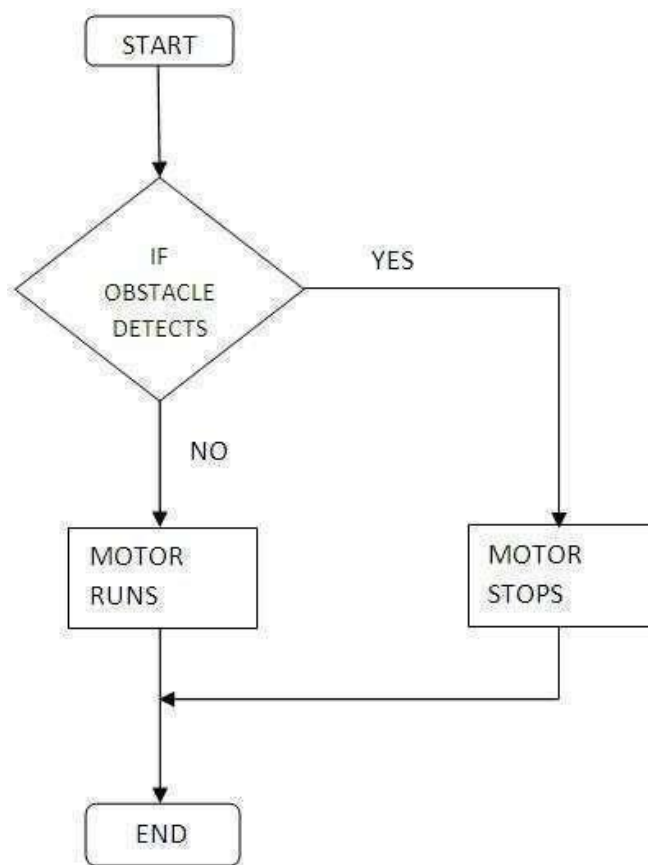 START
IF
OBSTACLE
DETECTS
YES
NO
MOTOR
RUNS
MOTOR
STOPS
END